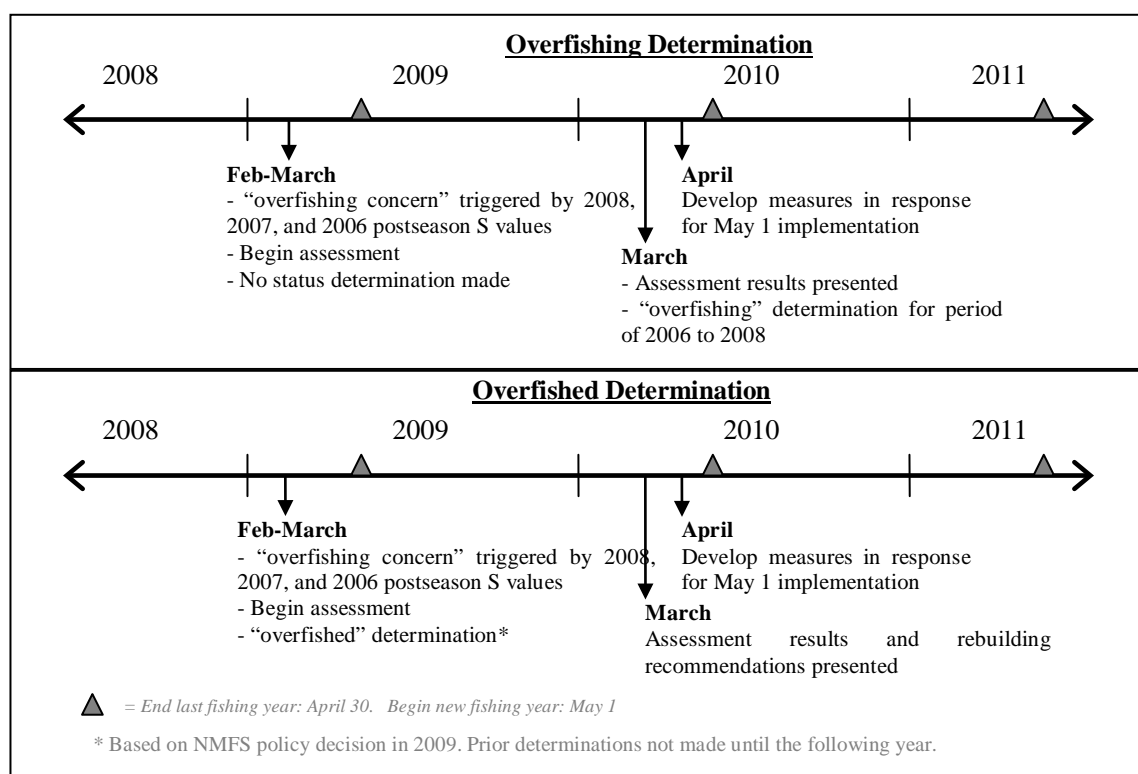 Overfishing Determination
2008 2009 2010 2011
Feb-March
- “overfishing concern” triggered by 2008,
2007, and 2006 postseason S values
- Begin assessment
- No status determination made
April
Develop measures in response
for May 1 implementation
March
- Assessment results presented
- “overfishing” determination for period
of 2006 to 2008
Overfished Determination
2008 2009 2010 2011
Feb-March
- “overfishing concern” triggered by 2008,
2007, and 2006 postseason S values
- Begin assessment
- “overfished” determination*
April
Develop measures in response
for May 1 implementation
March
Assessment results and rebuilding
recommendations presented
= End last fishing year: April 30. Begin new fishing year: May 1
* Based on NMFS policy decision in 2009. Prior determinations not made until the following year.